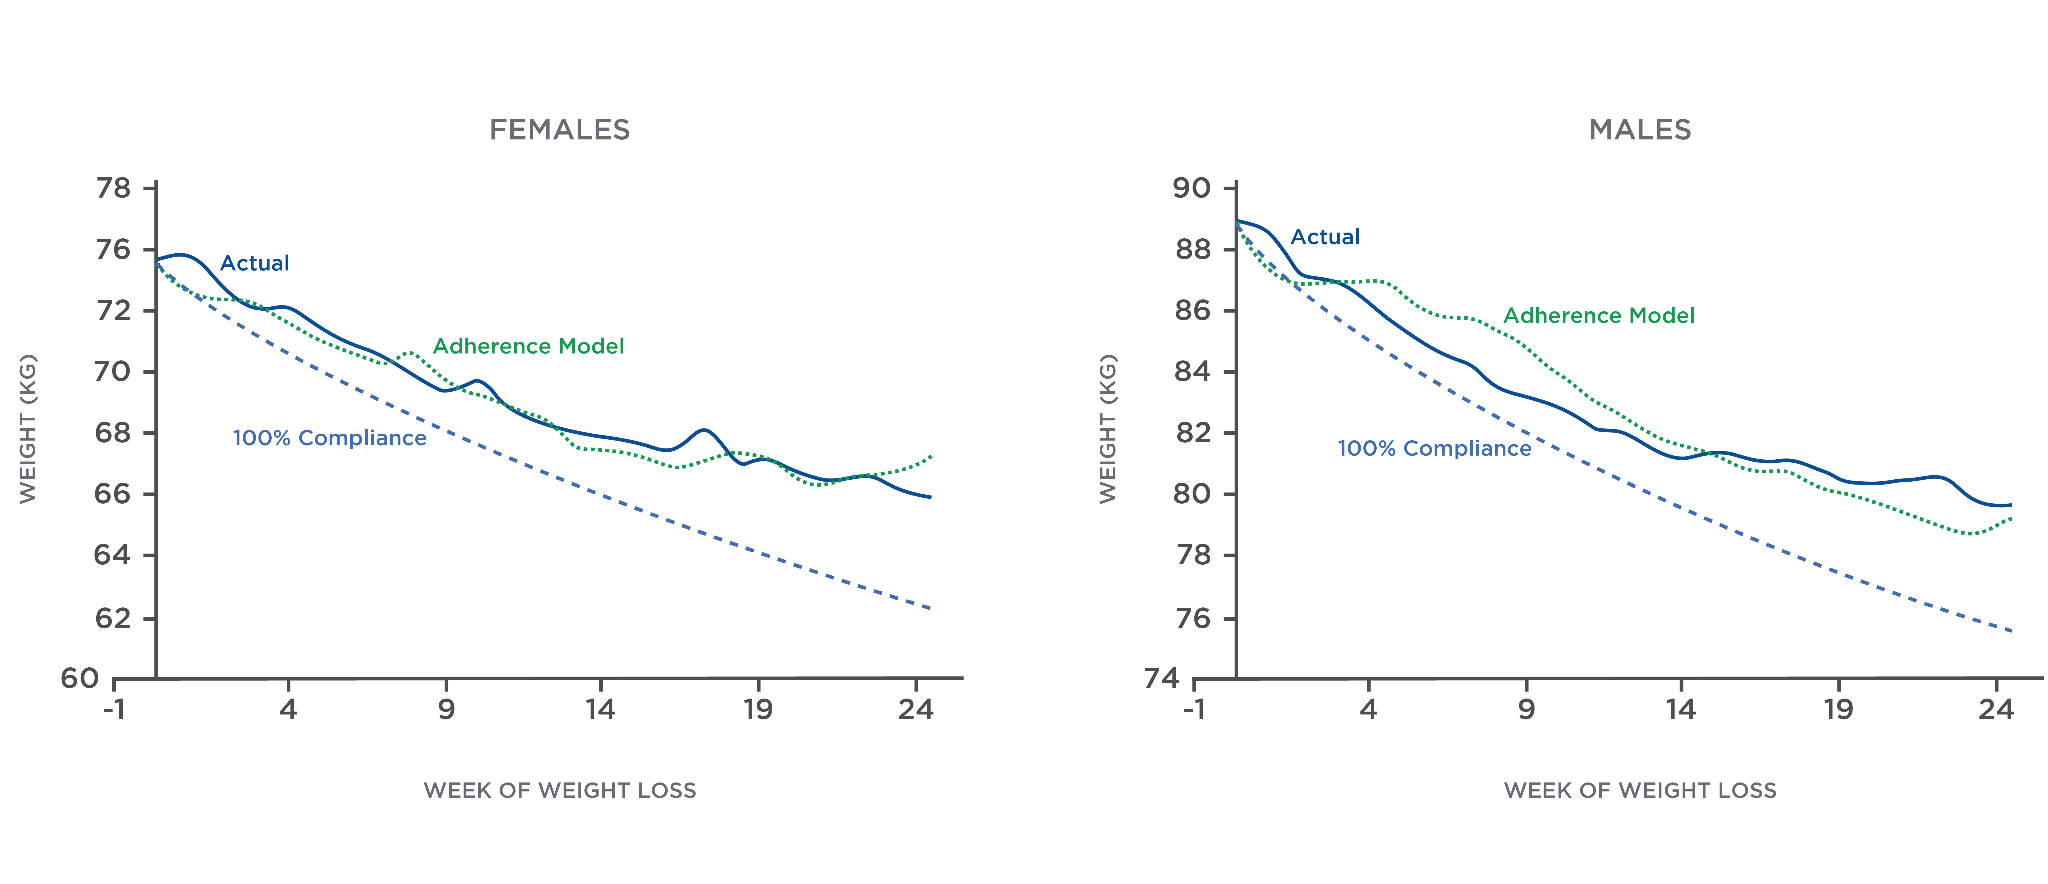 FEMALES
78
76
72
70
68
66
64
62
60
-1
4
9
14
19
24
Actual
Adherence Model
100% Compliance
WEIGHT (KG)
WEEK OF WEIGHT LOSS
MALES
90
88
86
84
82
80
78
76
74
-1
4
9
14
19
24
Actual
Adherence Model
100% Compliance
WEIGHT (KG)
WEEK OF WEIGHT LOSS